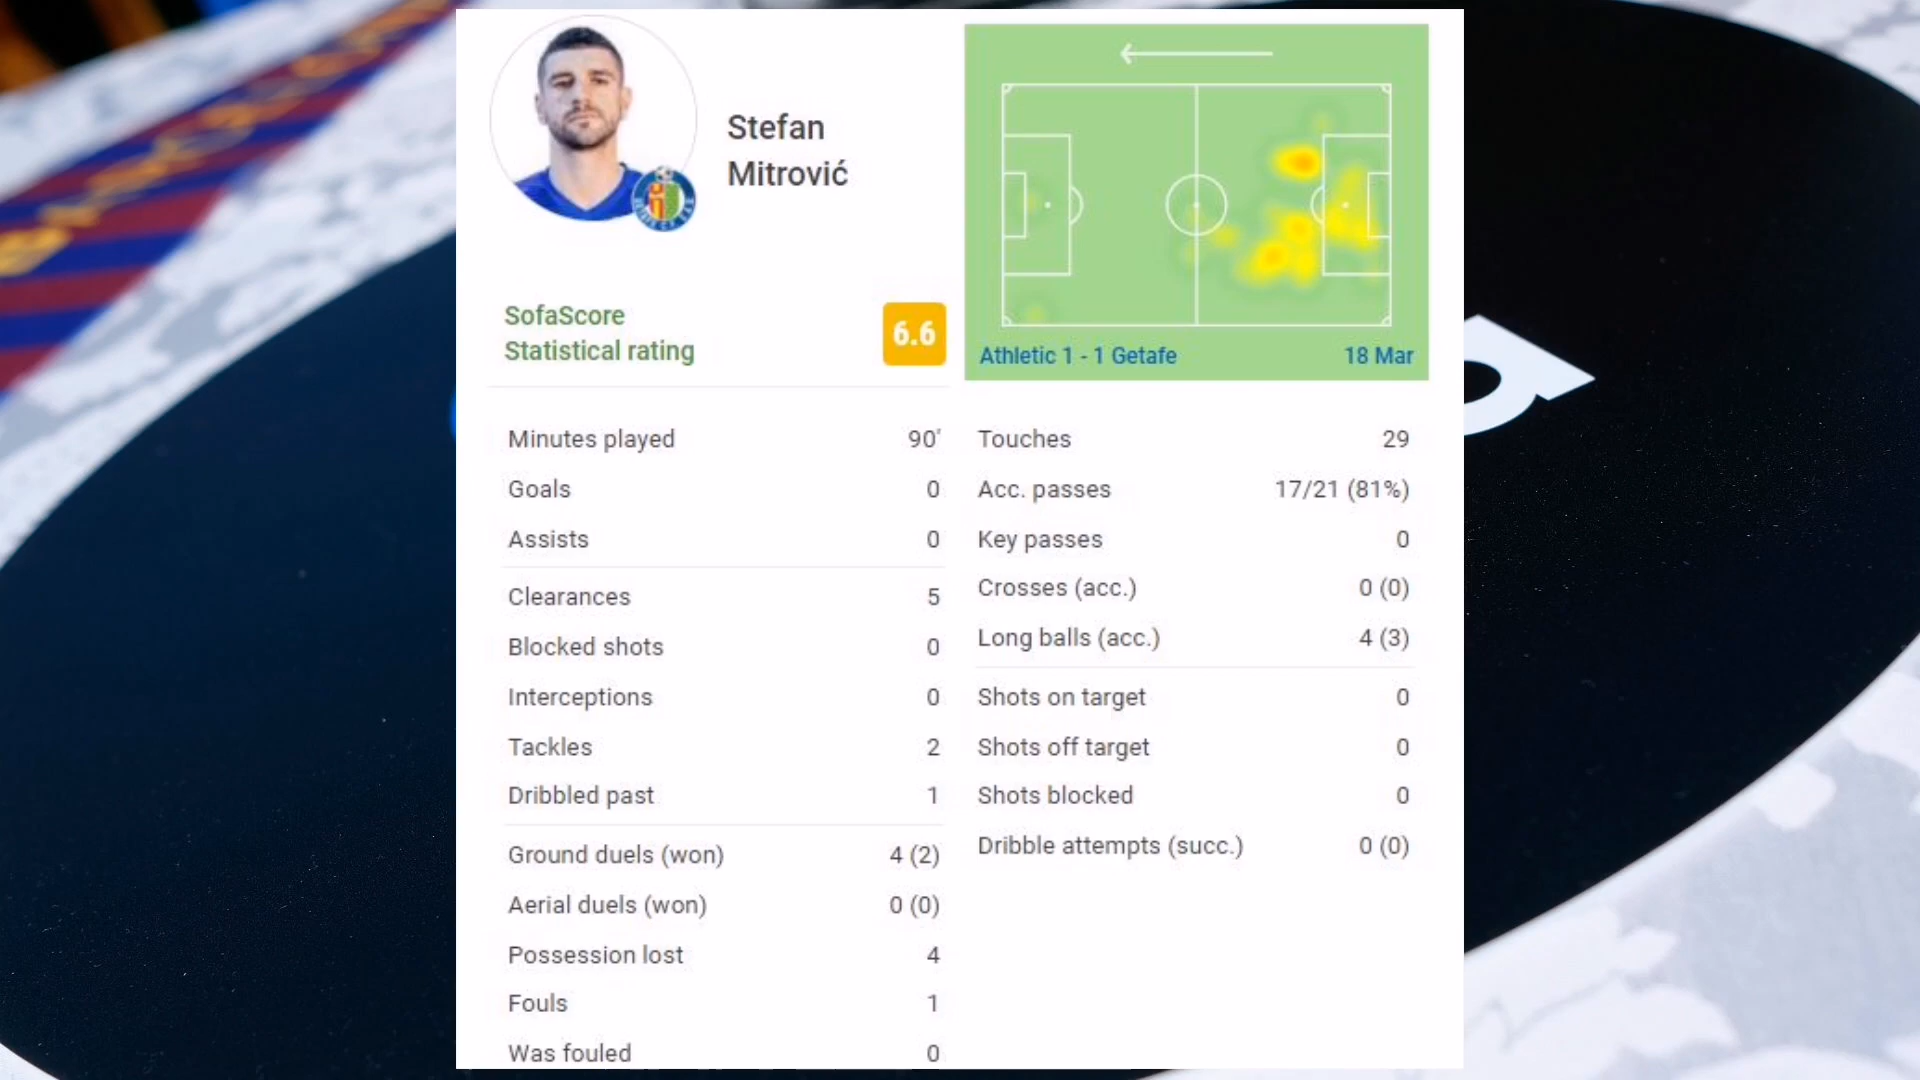 Stefan
Mitrović
SofaScore
Statistical rating
6.6
Athletic 1 - 1 Getafe
18 Mar
Minutes played 90'
Goals 0
Assists 0
Clearances 5
Blocked shots 0
Interceptions 0
Tackles 2
Dribbled past 1
Ground duels (won) 4 (2)
Aerial duels (won) 0 (0)
Possession lost 4
Fouls 1
Was fouled 0
Touches 29
Acc. passes 17/21 (81%)
Key passes 0
Crosses (acc.) 0 (0)
Long balls (acc.) 4 (3)
Shots on target 0
Shots off target 0
Shots blocked 0
Dribble attempts (succ.) 0 (0)